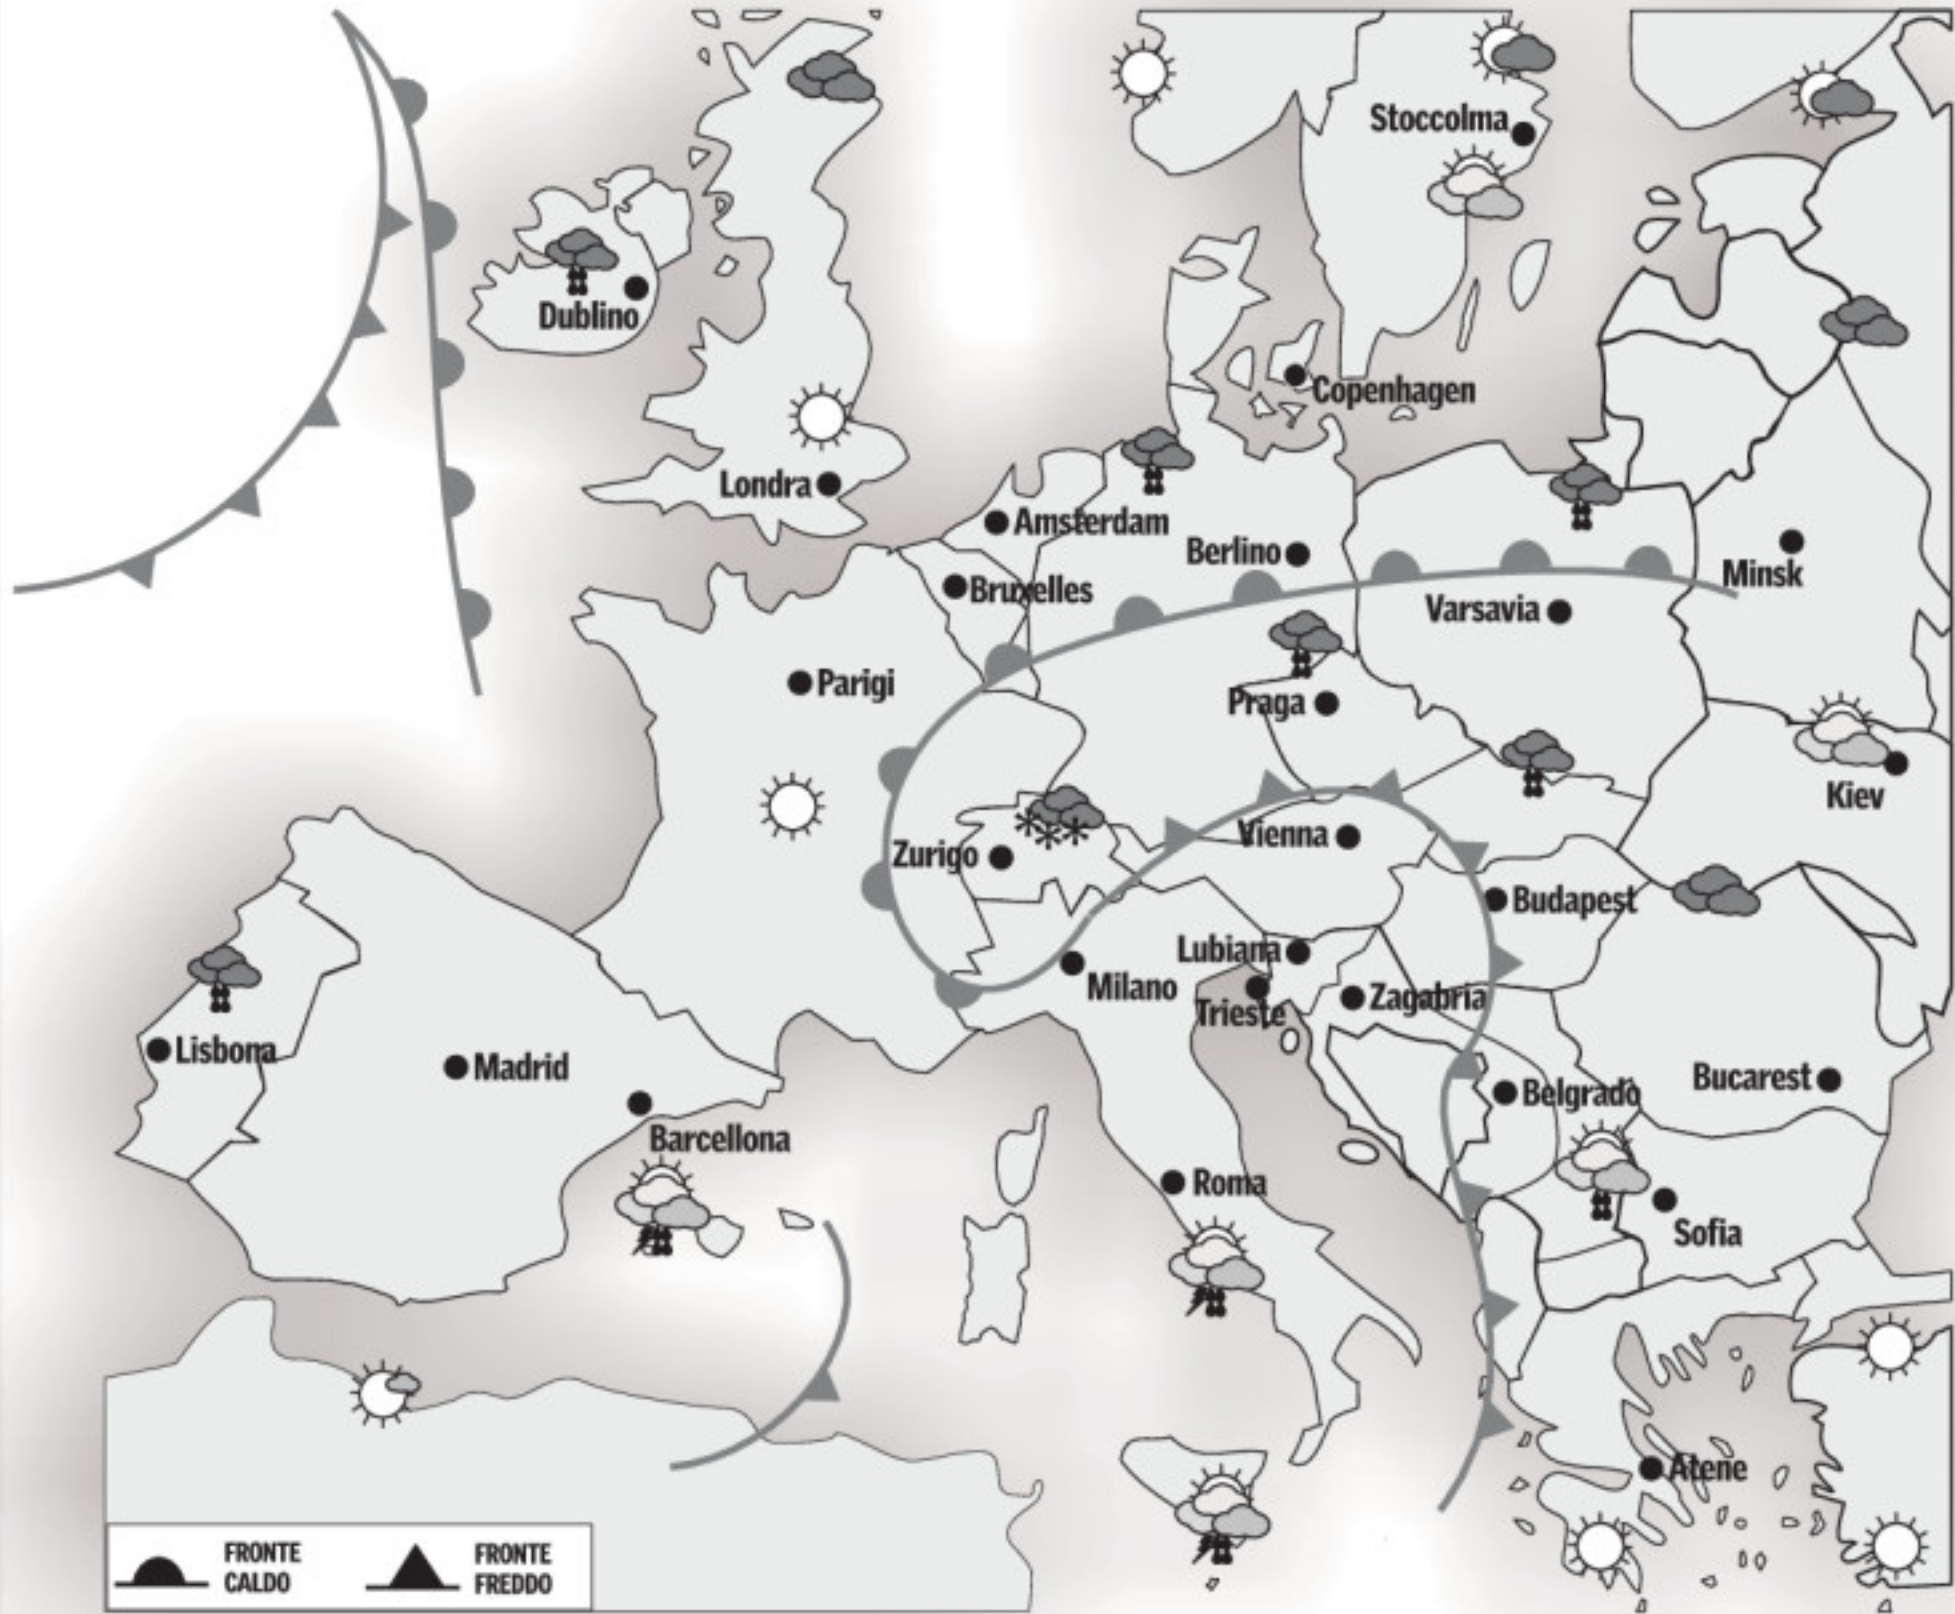 Stoccolma
Dublino
Copenhagen
Londra
Amsterdam
Berlino
Minsk
Bruxelles
Varsavia
Parigi
Praga
Kiev
Vienna
Zurigo
Budapest
Lubiana
Milano
Zagabria
Trieste
Lisbona
Madrid
Bucarest
Belgrado
Barcellona
Roma
Sofia
Atene
FRONTE
CALDO
FRONTE
FREDDO